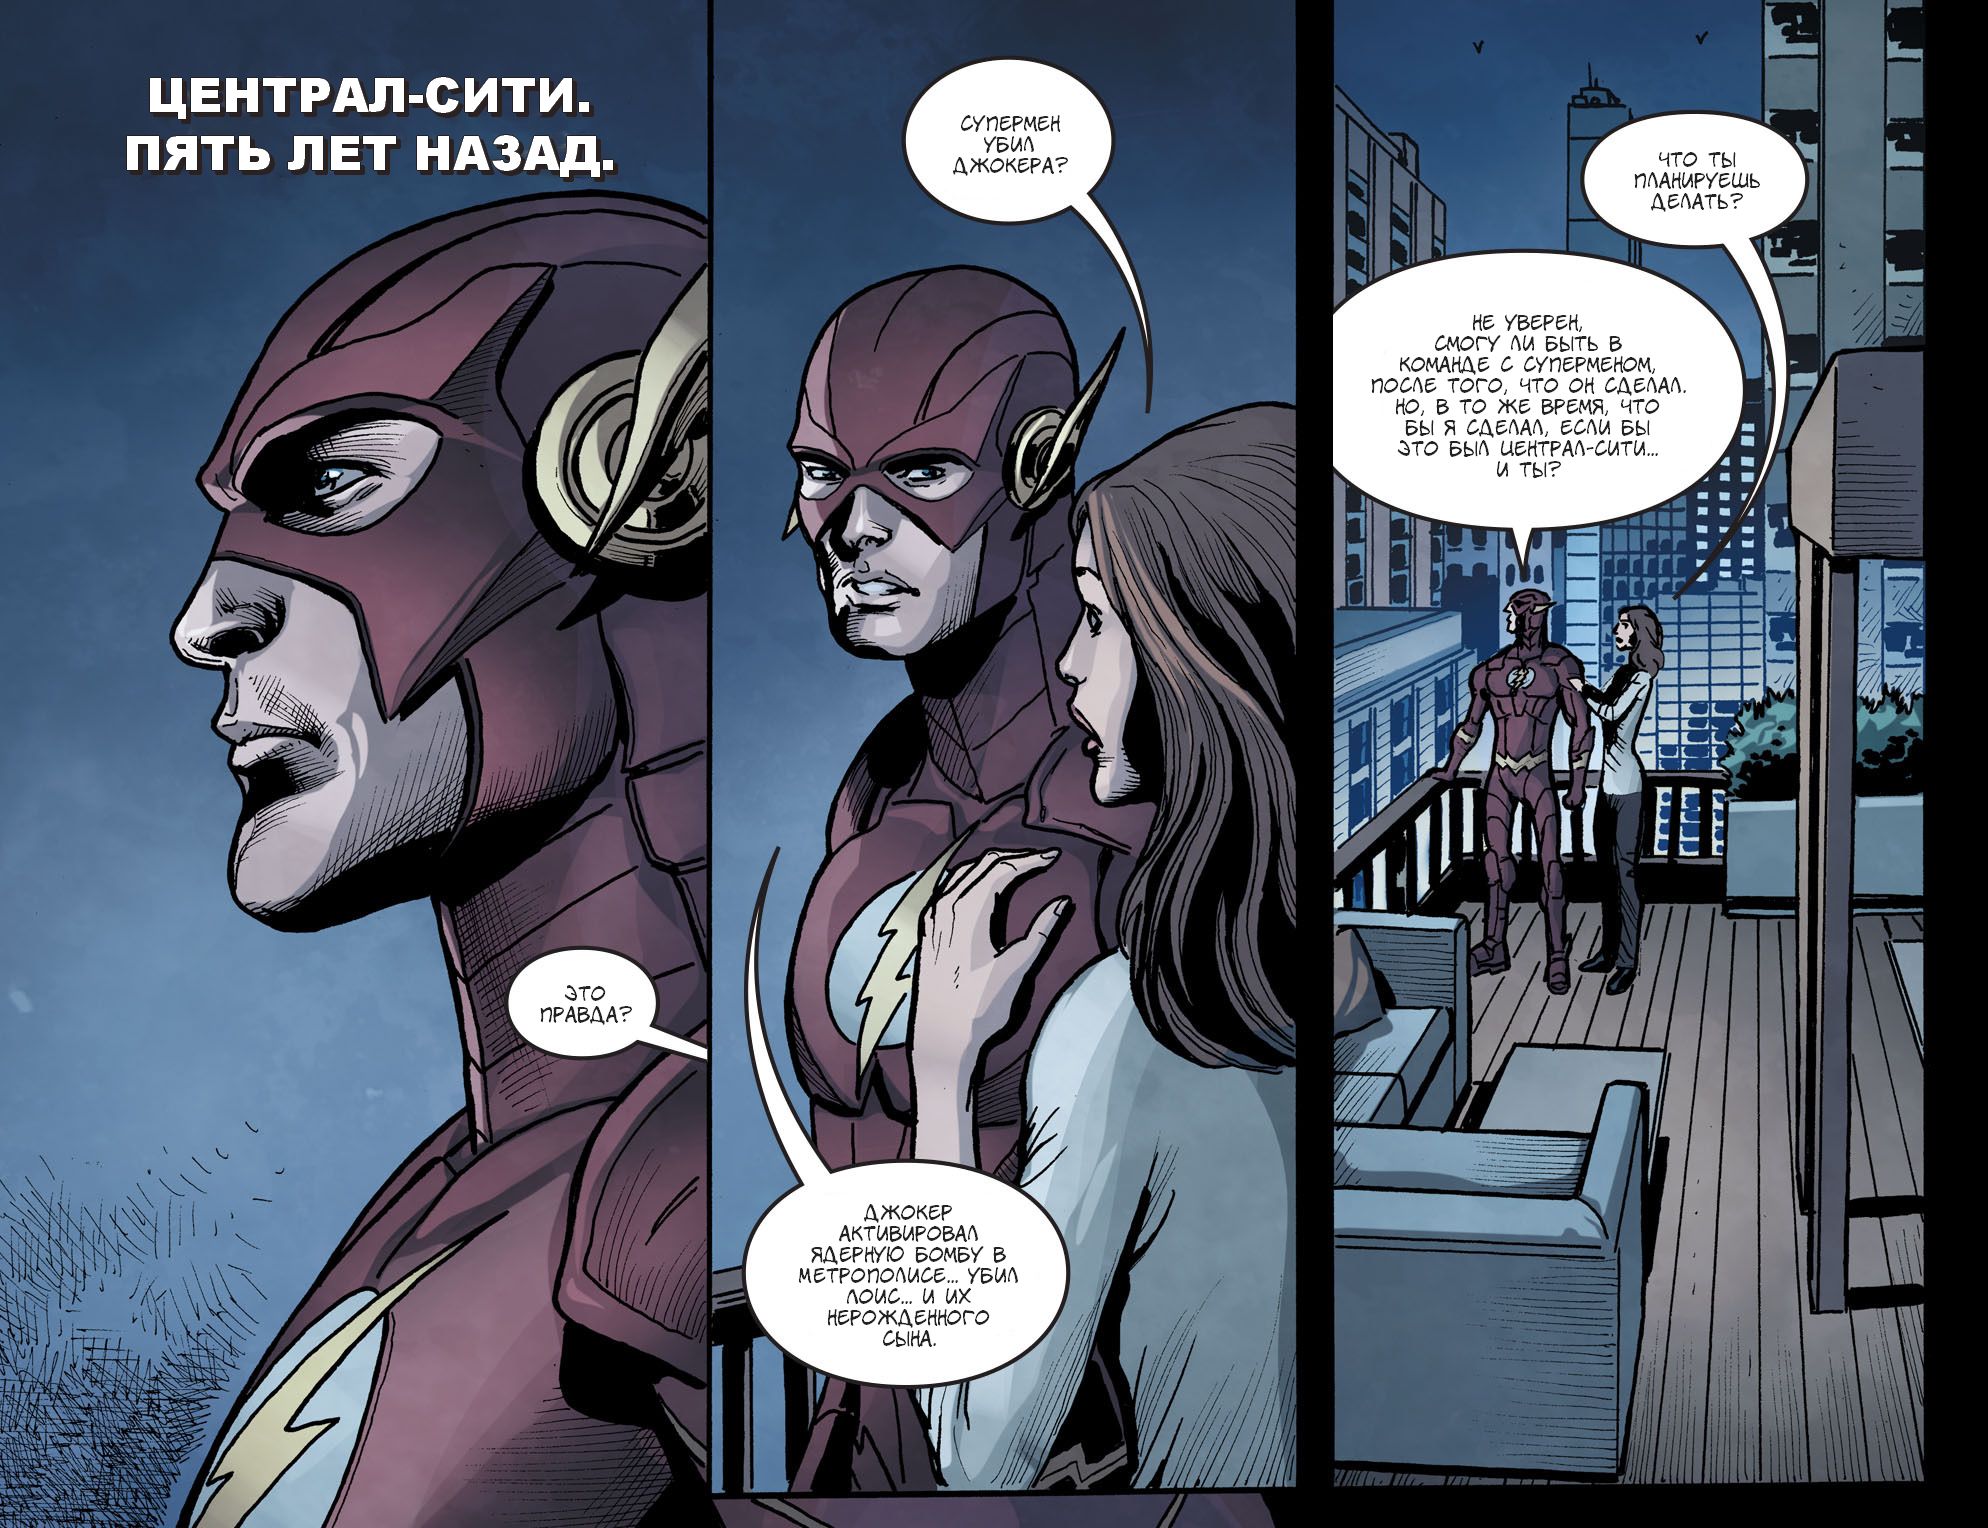 ЦЕНТРАЛ-СИТИ.
ПЯТЬ ЛЕТ НАЗАД.
ЭТО
ПРАВДА?
СУПЕРМЕН
УБИЛ
ДЖОКЕРА?
ДЖОКЕР
АКТИВИРОВАЛ
ЯДЕРНУЮ БОМБУ В
МЕТРОПОЛИСЕ... УБИЛ
ЛОИС... И ИХ
НЕРОЖДЕННОГО
СЫНА.
ЧТО ТЫ
ПЛАНИРУЕШЬ
ДЕЛАТЬ?
НЕ УВЕРЕН,
СМОГУ ЛИ БЫТЬ В
КОМАНДЕ С СУПЕРМЕНОМ,
ПОСЛЕ ТОГО, ЧТО ОН СДЕЛАЛ.
НО, В ТО ЖЕ ВРЕМЯ, ЧТО
БЫ Я СДЕЛАЛ, ЕСЛИ БЫ
ЭТО БЫЛ ЦЕНТРАЛ-СИТИ...
И ТЫ?